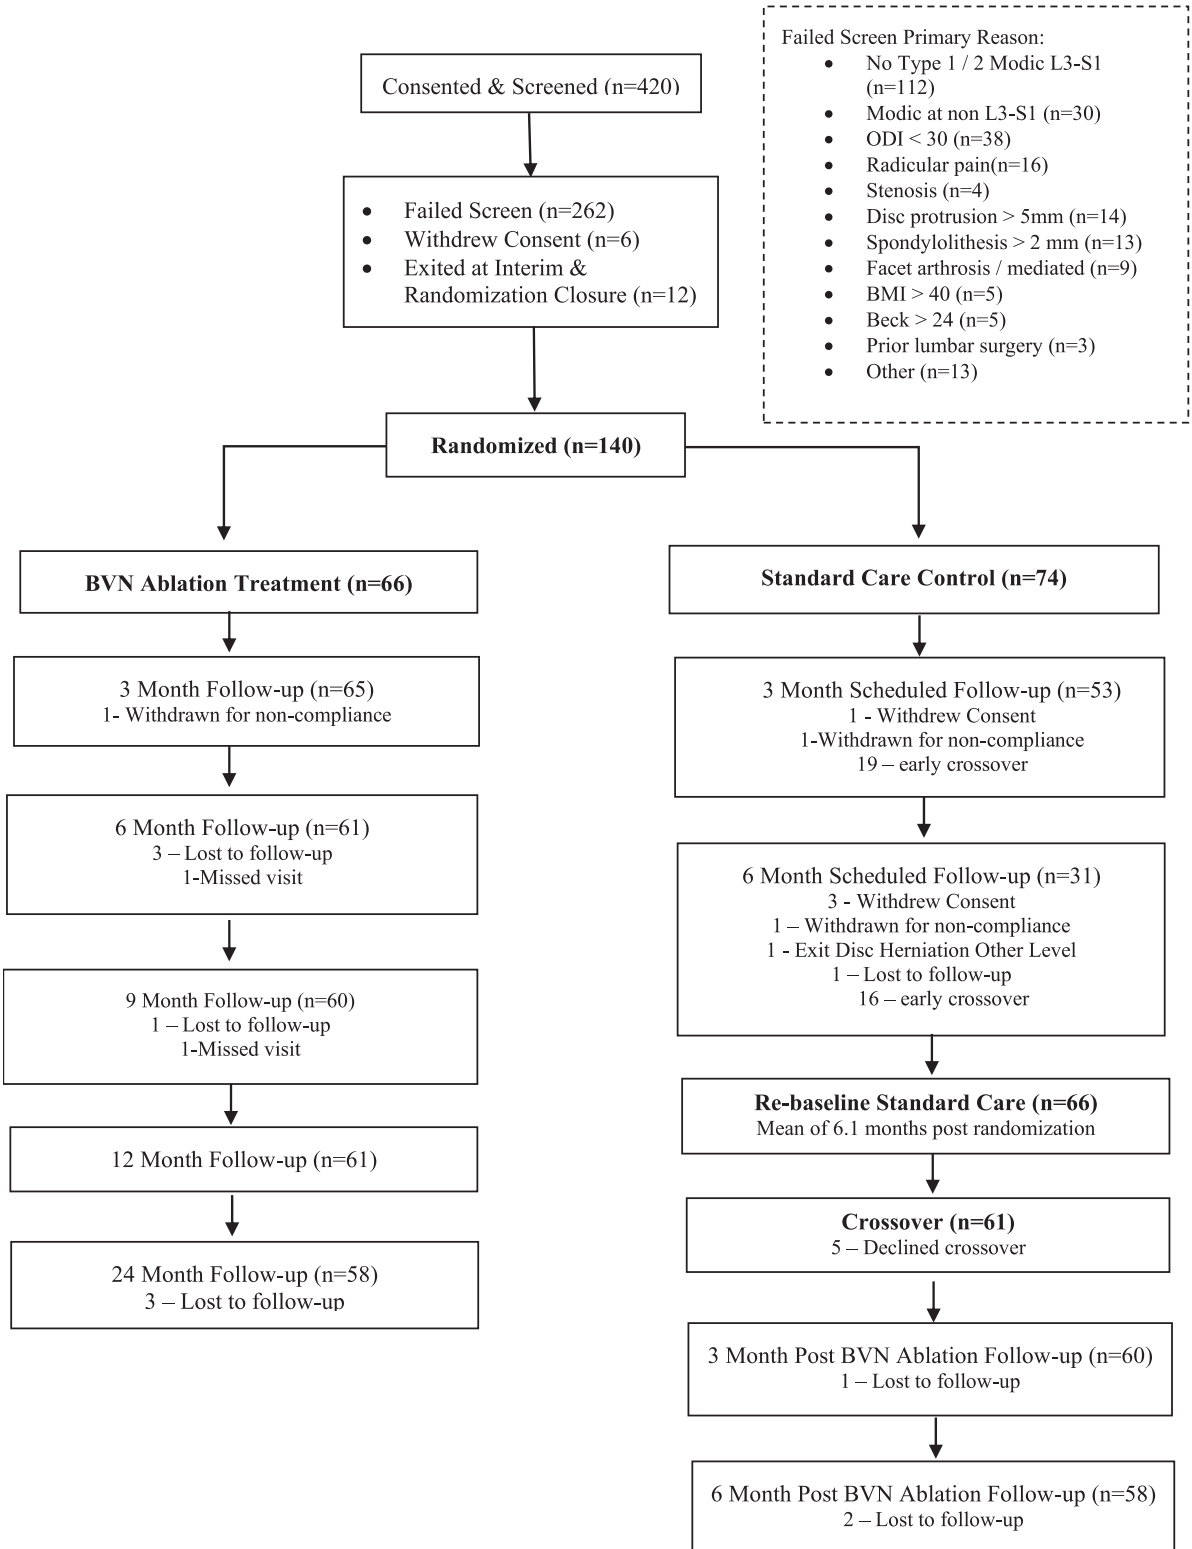 Consented & Screened (n=420)
Failed Screen Primary Reason:
• No Type 1 / 2 Modic L3-S1
(n=112)
• Modic at non L3-S1 (n=30)
• ODI < 30 (n=38)
• Radicular pain(n=16)
• Stenosis (n=4)
• Disc protrusion > 5mm (n=14)
• Spondylolithesis > 2 mm (n=13)
• Facet arthrosis / mediated (n=9)
• BMI > 40 (n=5)
• Beck > 24 (n=5)
• Prior lumbar surgery (n=3)
• Other (n=13)
• Failed Screen (n=262)
• Withdrew Consent (n=6)
• Exited at Interim &
Randomization Closure (n=12)
Randomized (n=140)
BVN Ablation Treatment (n=66)
3 Month Follow-up (n=65)
1- Withdrawn for non-compliance
6 Month Follow-up (n=61)
3 – Lost to follow-up
1-Missed visit
9 Month Follow-up (n=60)
1 – Lost to follow-up
1-Missed visit
12 Month Follow-up (n=61)
24 Month Follow-up (n=58)
3 – Lost to follow-up
Standard Care Control (n=74)
3 Month Scheduled Follow-up (n=53)
1 - Withdrew Consent
1-Withdrawn for non-compliance
19 – early crossover
6 Month Scheduled Follow-up (n=31)
3 - Withdrew Consent
1 – Withdrawn for non-compliance
1 - Exit Disc Herniation Other Level
1 – Lost to follow-up
16 – early crossover
Re-baseline Standard Care (n=66)
Mean of 6.1 months post randomization
Crossover (n=61)
5 – Declined crossover
3 Month Post BVN Ablation Follow-up (n=60)
1 – Lost to follow-up
6 Month Post BVN Ablation Follow-up (n=58)
2 – Lost to follow-up